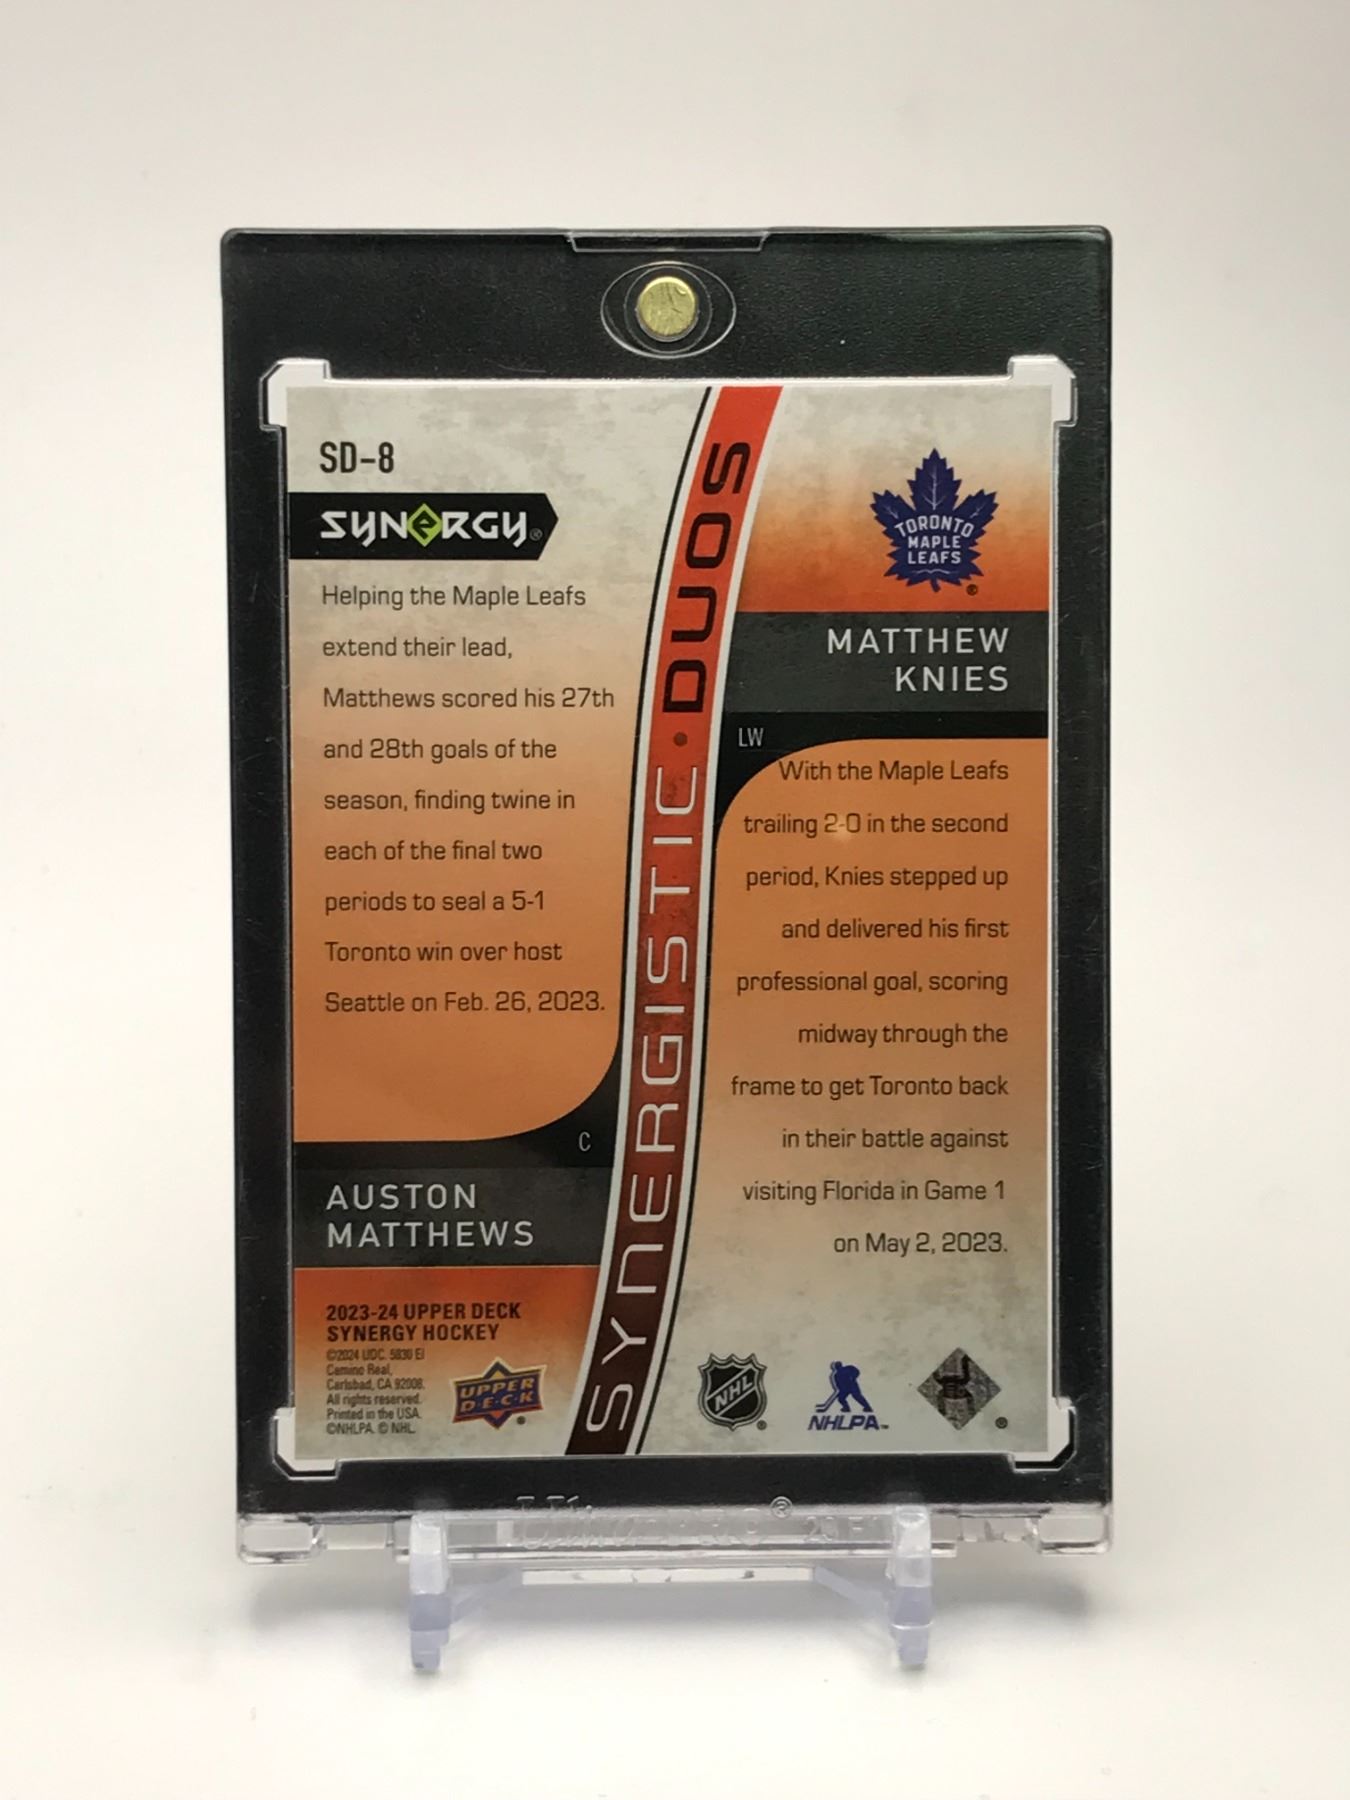 SD-8
SYNERGY®
Helping the Maple Leafs
extend their lead,
Matthews scored his 27th
and 28th goals of the
season, finding twine in
each of the final two
periods to seal a 5-1
Toronto win over host
Seattle on Feb. 26, 2023.
C
AUSTON
MATTHEWS
2023-24 UPPER DECK
SYNERGY HOCKEY
©2024 UDC. 5830 El
Camino Real,
Carlsbad, CA 92008.
All rights reserved.
Printed in the USA.
©NHLPA. © NHL.
UPPER
DECK
®
SYNERGISTIC • DUOS
TORONTO
MAPLE
LEAFS
®
MATTHEW
KNIES
LW
With the Maple Leafs
trailing 2-0 in the second
period, Knies stepped up
and delivered his first
professional goal, scoring
midway through the
frame to get Toronto back
in their battle against
visiting Florida in Game 1
on May 2, 2023.
NHL
®
NHLPA™
®